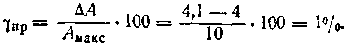 γпр = ΔA / Aмакс · 100 = 4,1 — 4 / 10 · 100 = 1%.